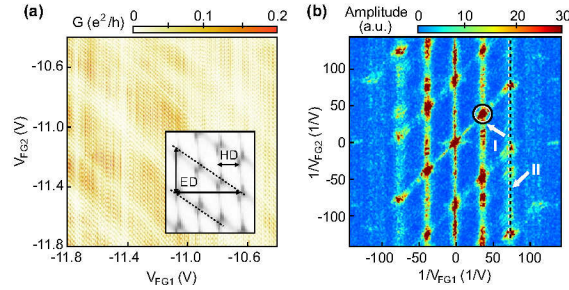 (a)
G (e²/h)
0
0.2
-10.6
-11.0
-11.4
-11.8
V_FG2 (V)
HD
ED
-11.8
-11.4
-11.0
-10.6
V_FG1 (V)
(b)
Amplitude
(a.u.)
0
10
20
30
100
50
0
-50
-100
1/V_FG2 (1/V)
I
II
-100
-50
0
50
100
1/V_FG1 (1/V)